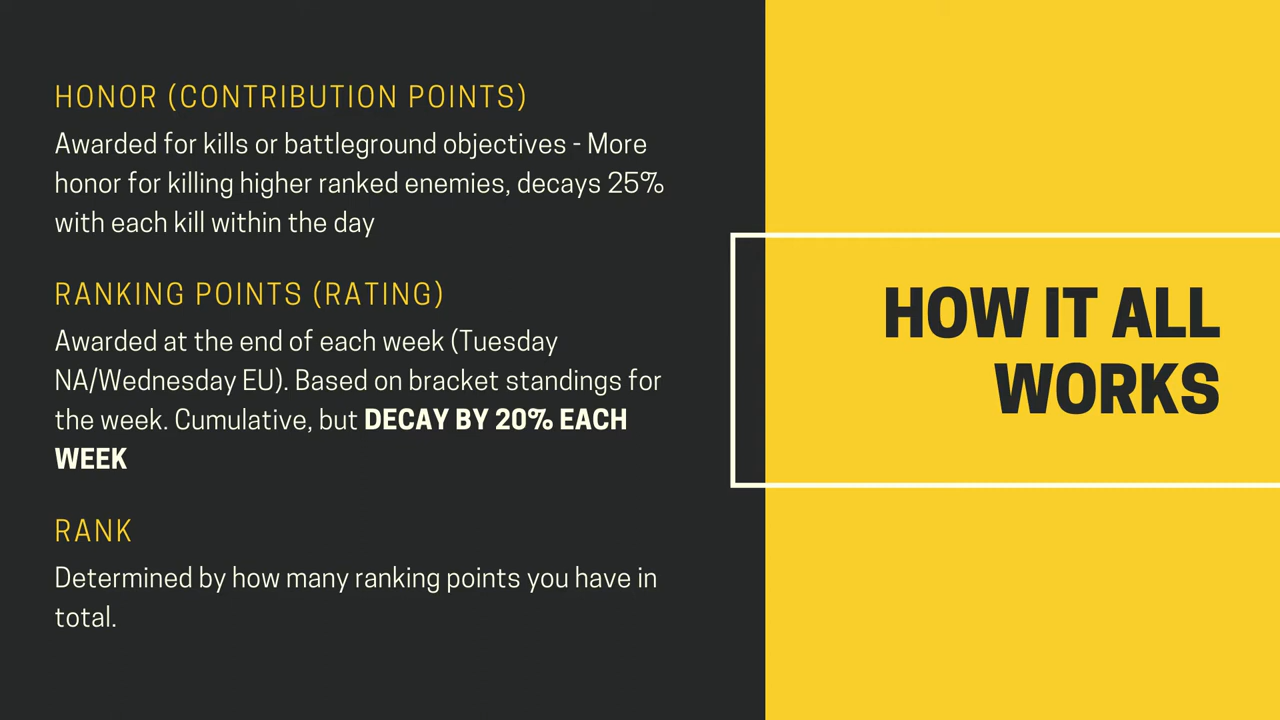 HONOR (CONTRIBUTION POINTS)
Awarded for kills or battleground objectives - More
honor for killing higher ranked enemies, decays 25%
with each kill within the day
RANKING POINTS (RATING)
Awarded at the end of each week (Tuesday
NA/Wednesday EU). Based on bracket standings for
the week. Cumulative, but DECAY BY 20% EACH
WEEK
RANK
Determined by how many ranking points you have in
total.
HOW IT ALL
WORKS